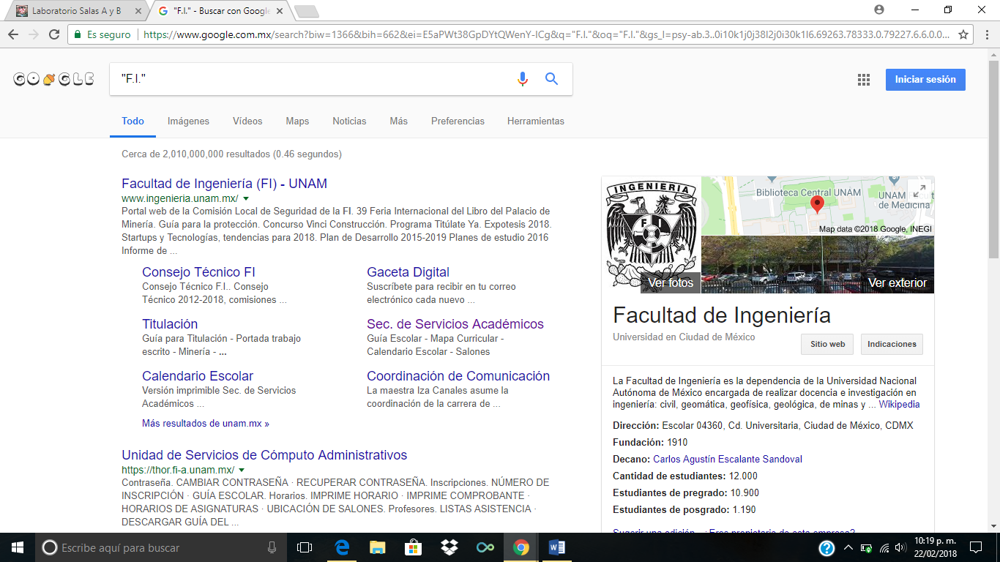 Laboratorio Salas A y B
"F.I." - Buscar con Google
Es seguro
https://www.google.com.mx/search?biw=1366&bih=662&ei=E5aPWt38GpDYtQWenY-ICg&q="F.I."&oq="F.I."&gs_l=psy-ab.3..0i10k1j0j38l2j0i30k1l6.69263.78333.0.79227.6.6.0.0...
GOOGLE
"F.I."
Iniciar sesión
Todo
Imágenes
Vídeos
Maps
Noticias
Más
Preferencias
Herramientas
Cerca de 2,010,000,000 resultados (0.46 segundos)
Facultad de Ingeniería (FI) - UNAM
www.ingenieria.unam.mx/
Portal web de la Comisión Local de Seguridad de la FI. 39 Feria Internacional del Libro del Palacio de
Minería. Guía para la protección. Concurso Vinci Construcción. Programa Titúlate Ya. Expotesis 2018.
Startups y Tecnologías, tendencias para 2018. Plan de Desarrollo 2015-2019 Planes de estudio 2016
Informe de ...
Consejo Técnico FI
Consejo Técnico F.I.. Consejo
Técnico 2012-2018, comisiones ...
Gaceta Digital
Suscríbete para recibir en tu correo
electrónico cada nuevo ...
Titulación
Guía para Titulación - Portada trabajo
escrito - Minería - ...
Sec. de Servicios Académicos
Guía Escolar - Mapa Curricular -
Calendario Escolar - Salones
Calendario Escolar
Versión imprimible Sec. de Servicios
Académicos ...
Coordinación de Comunicación
La maestra Iza Canales asume la
coordinación de la carrera de ...
Más resultados de unam.mx »
Unidad de Servicios de Cómputo Administrativos
https://thor.fi-a.unam.mx/
Contraseña. CAMBIAR CONTRASEÑA · RECUPERAR CONTRASEÑA. Inscripciones. NÚMERO DE
INSCRIPCIÓN · GUÍA ESCOLAR. Horarios. IMPRIME HORARIO · IMPRIME COMPROBANTE ·
HORARIOS DE ASIGNATURAS · UBICACIÓN DE SALONES. Profesores. LISTAS ASISTENCIA ·
DESCARGAR GUÍA DEL ...
INGENIERIA
F I
Ver fotos
Biblioteca Central UNAM
UNAM
de Medicina
Map data ©2018 Google, INEGI
Ver exterior
Facultad de Ingeniería
Universidad en Ciudad de México
Sitio web
Indicaciones
La Facultad de Ingeniería es la dependencia de la Universidad Nacional
Autónoma de México encargada de realizar docencia e investigación en
ingeniería: civil, geomática, geofísica, geológica, de minas y ... Wikipedia
Dirección: Escolar 04360, Cd. Universitaria, Ciudad de México, CDMX
Fundación: 1910
Decano: Carlos Agustín Escalante Sandoval
Cantidad de estudiantes: 12.000
Estudiantes de pregrado: 10.900
Estudiantes de posgrado: 1.190
Sugerir una edición · ¿Eres propietario de esta empresa?
Escribe aquí para buscar
10:19 p. m.
22/02/2018